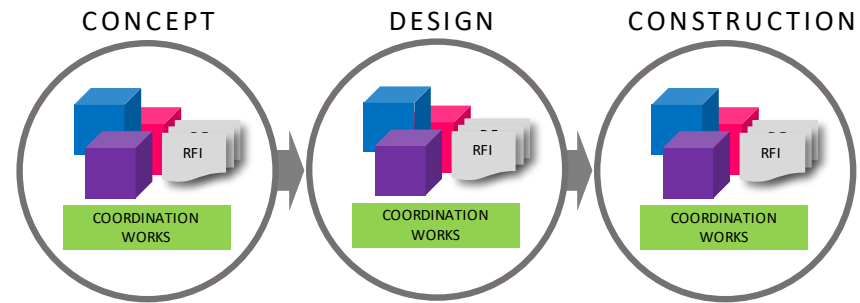 CONCEPT
DESIGN
CONSTRUCTION
RFI
COORDINATION
WORKS
RFI
COORDINATION
WORKS
RFI
COORDINATION
WORKS